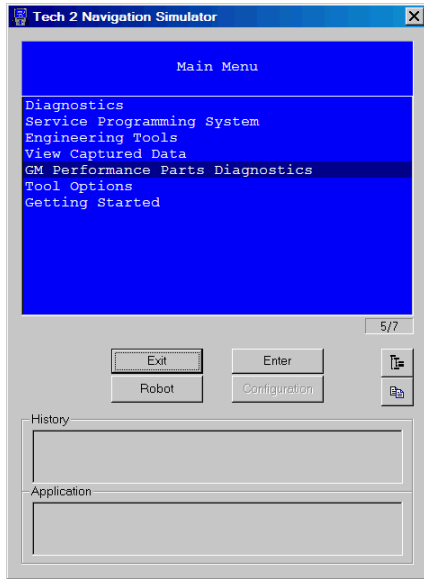 Tech 2 Navigation Simulator
Main Menu
Diagnostics
Service Programming System
Engineering Tools
View Captured Data
GM Performance Parts Diagnostics
Tool Options
Getting Started
5/7
Exit
Enter
Robot
Configuration
History
Application